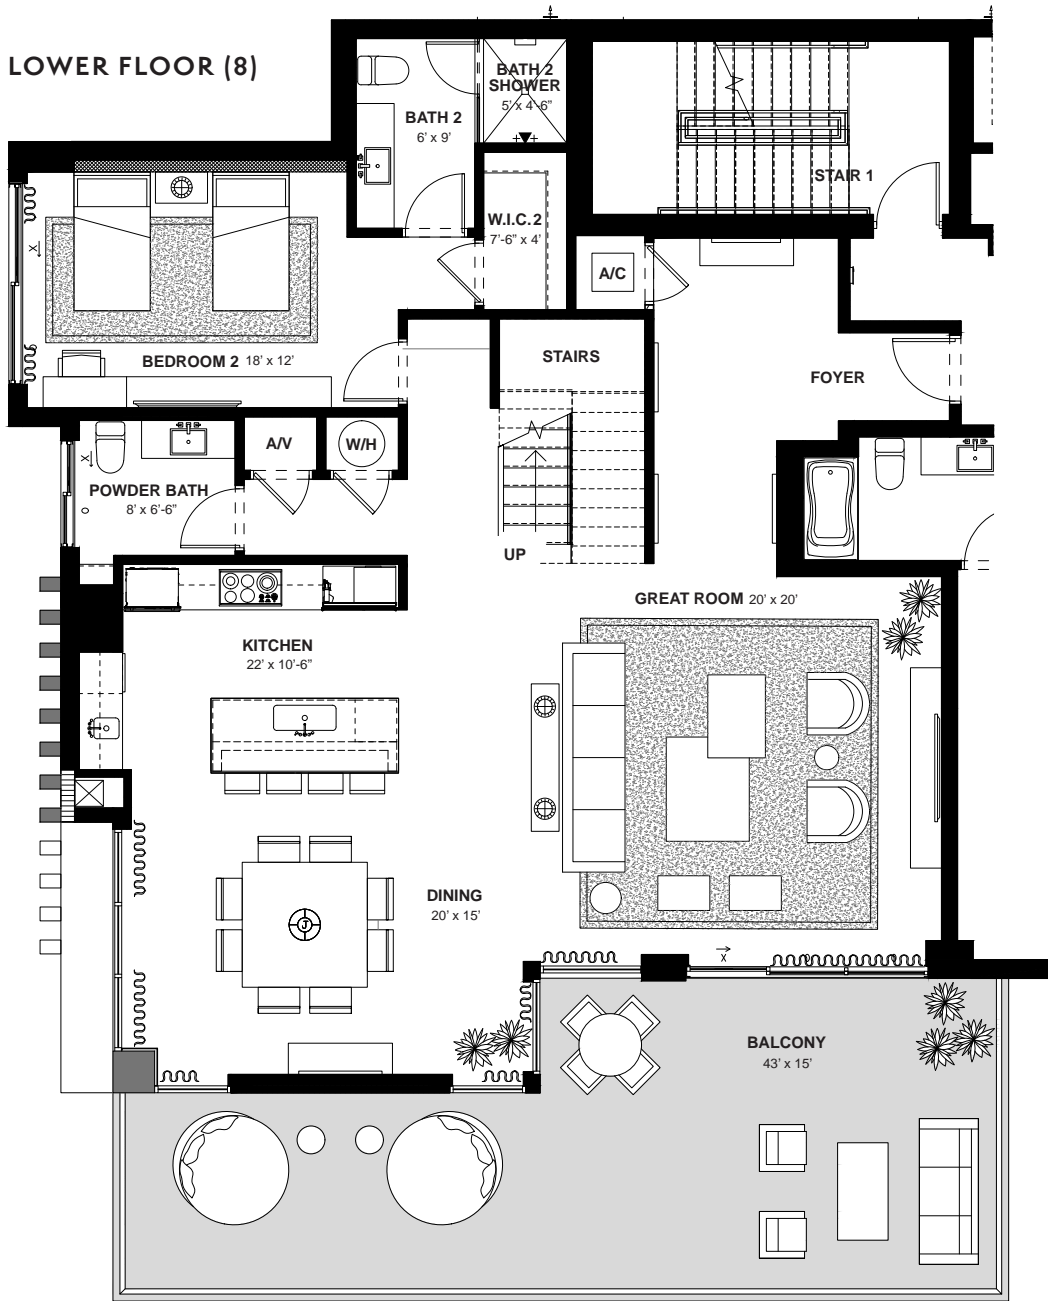 LOWER FLOOR (8)
BATH 2
SHOWER
5' x 4'-6"
BATH 2
6' x 9'
STAIR 1
W.I.C.2
7'-6" x 4'
A/C
X
STAIRS
BEDROOM 2 18' x 12'
FOYER
A/V
W/H
X
POWDER BATH
8' x 6'-6"
UP
GREAT ROOM 20' x 20'
KITCHEN
22' x 10'-6"
DINING
20' x 15'
J
X
BALCONY
43' x 15'